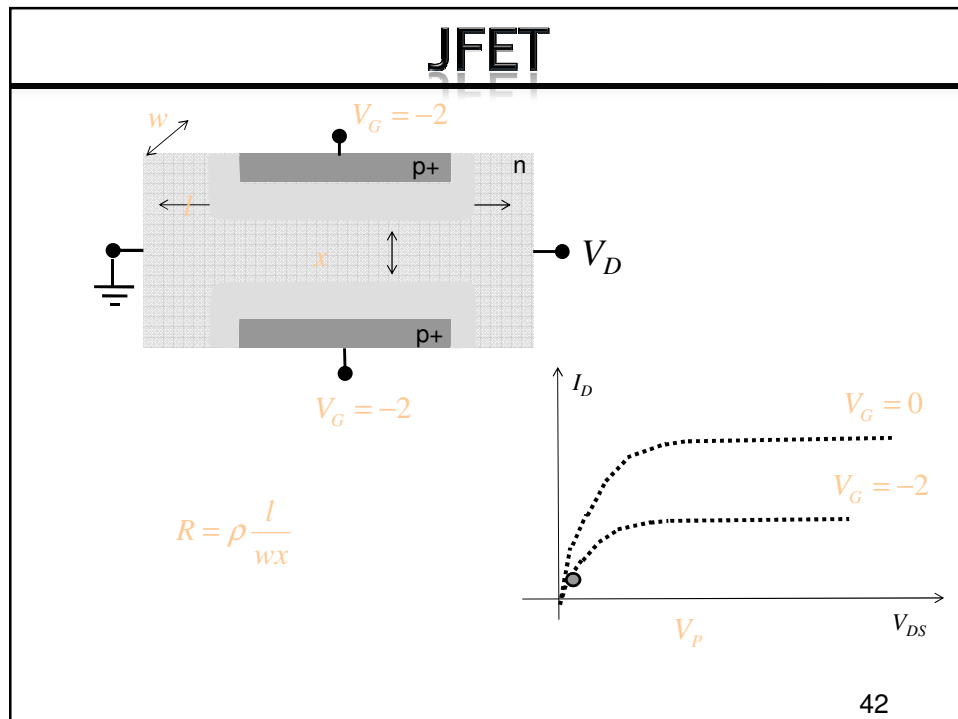 JFET
w
V_G = −2
p+
n
l
x
V_D
p+
V_G = −2
I_D
V_G = 0
V_G = −2
R = ρ l/wx
V_DS
V_P
42